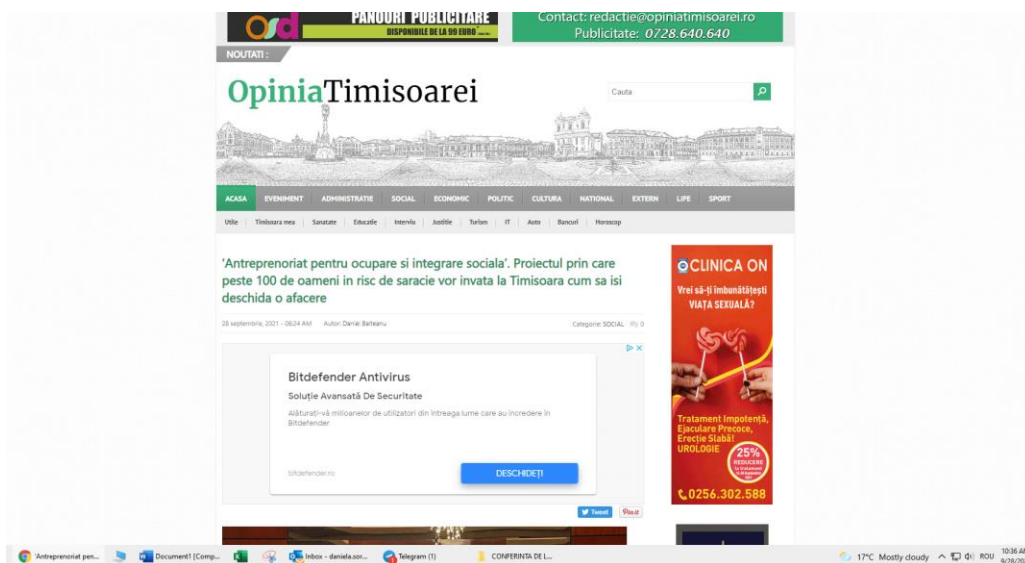 osd
PANOURI PUBLICITARE
DISPONIBILE DE LA 99 EURO
Contact: redactie@opiniatimisoarei.ro
Publicitate: 0728.640.640
NOUTATI :
OpiniaTimisoarei
Cauta
ACASA EVENIMENT ADMINISTRATIE SOCIAL ECONOMIC POLITIC CULTURA NATIONAL EXTERN LIFE SPORT
Utile Timisoara mea Sanatate Educatie Interviu Justitie Turism IT Auto Bancuri Horoscop
'Antreprenoriat pentru ocupare si integrare sociala'. Proiectul prin care
peste 100 de oameni in risc de saracie vor invata la Timisoara cum sa isi
deschida o afacere
28 septembrie, 2021 - 08:24 AM Autor: Daniel Balteanu
Categorie: SOCIAL 0
Bitdefender Antivirus
Soluție Avansată De Securitate
Alăturați-vă milioanelor de utilizatori din întreaga lume care au încredere în
Bitdefender
bitdefender.ro
DESCHIDEȚI
Tweet Pin it
CLINICA ON
Vrei să-ți îmbunătățești
VIAȚA SEXUALĂ?
Tratament Impotență,
Ejaculare Precoce,
Erecție Slabă!
UROLOGIE
25%
REDUCERE
0256.302.588
'Antreprenoriat pen... Document1 [Comp... Inbox - daniela.sor... Telegram (1) CONFERINTA DE L...
17°C Mostly cloudy ROU
10:36 AM